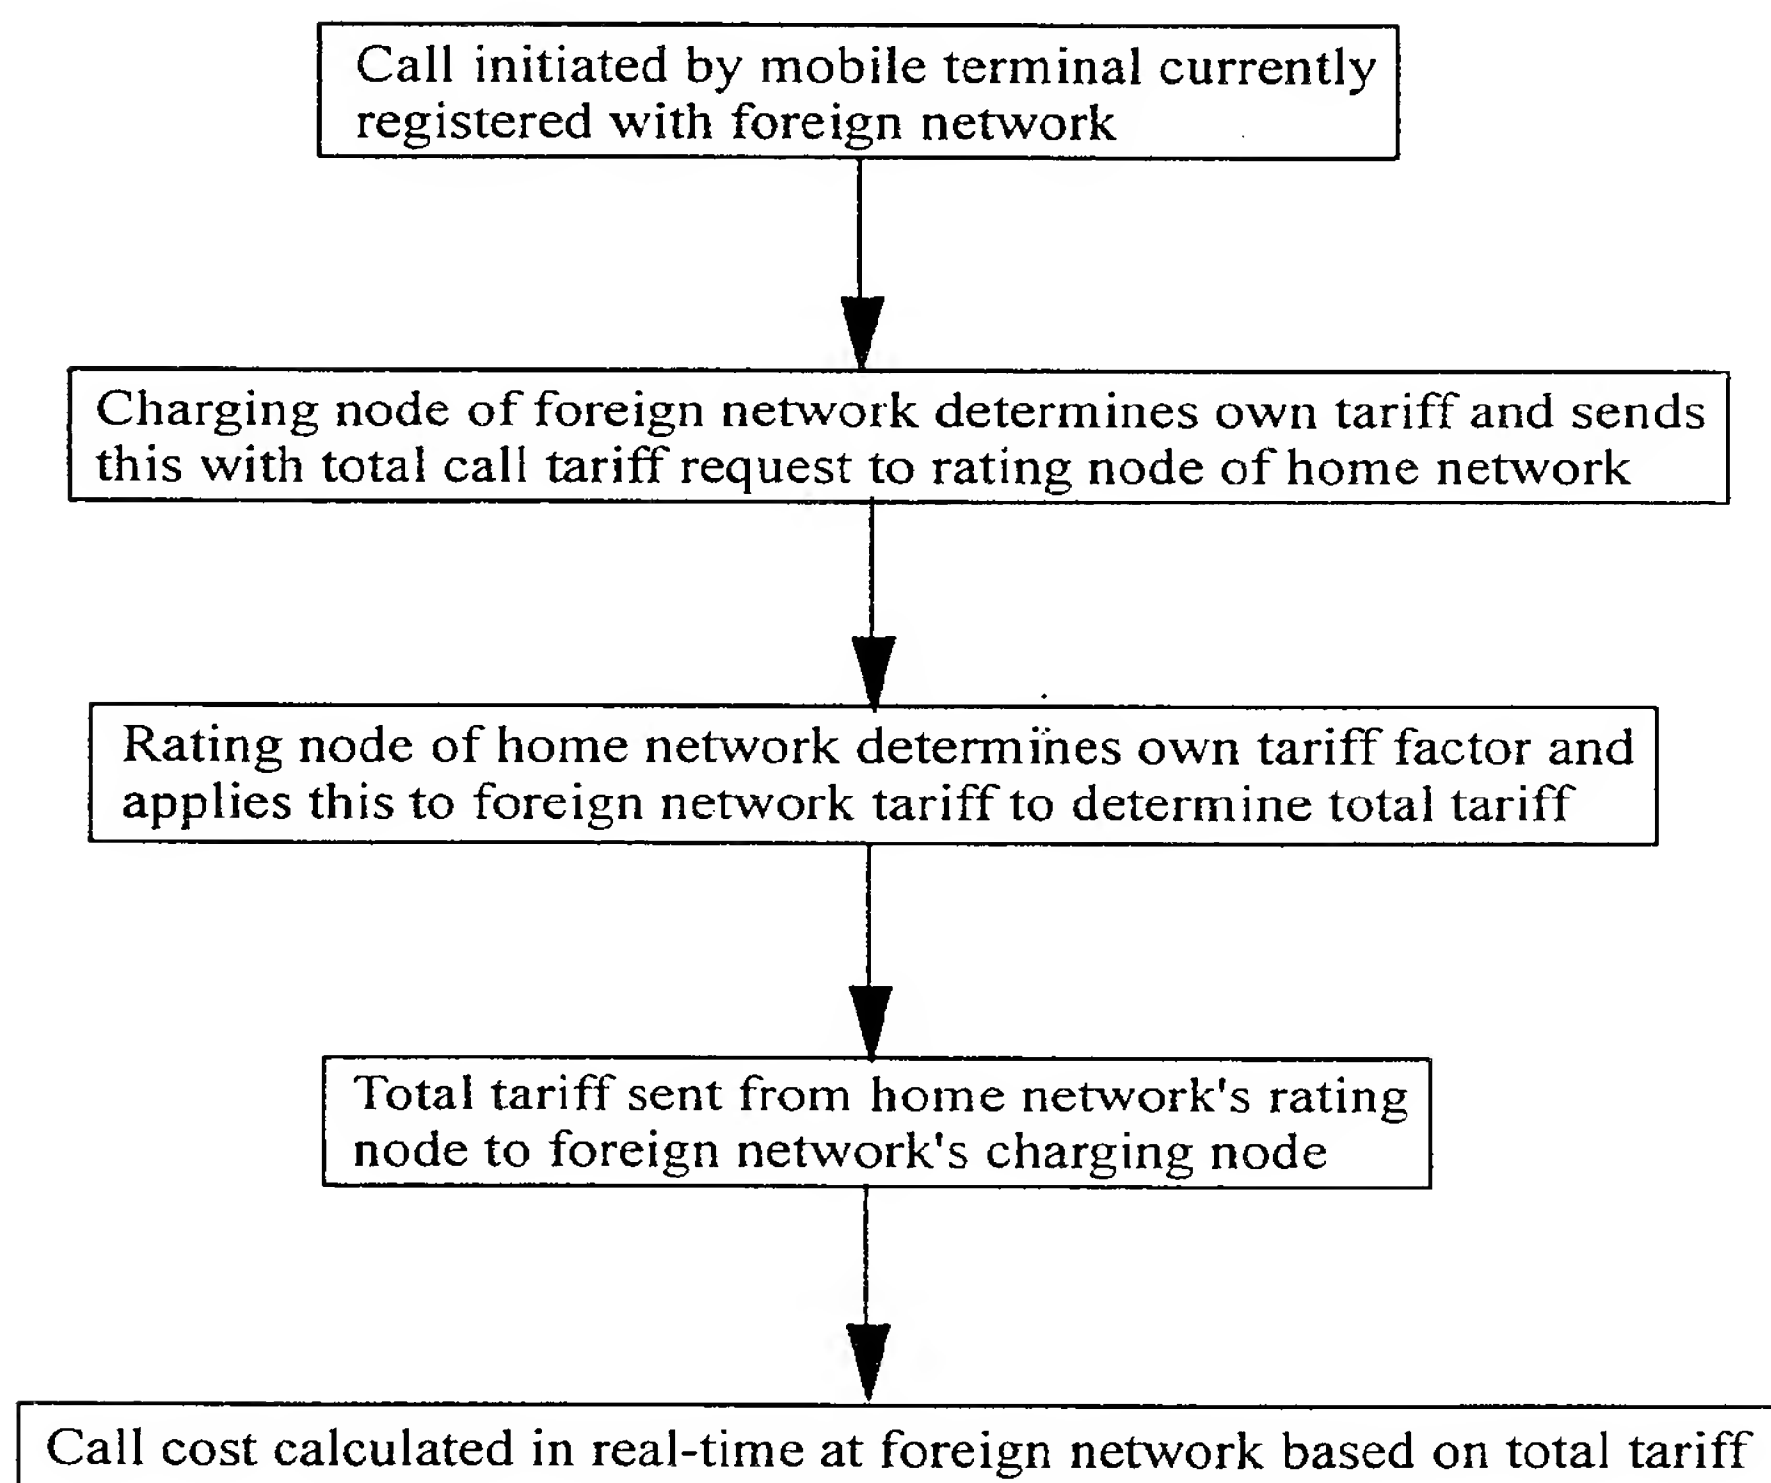 Call initiated by mobile terminal currently
registered with foreign network
Charging node of foreign network determines own tariff and sends
this with total call tariff request to rating node of home network
Rating node of home network determines own tariff factor and
applies this to foreign network tariff to determine total tariff
Total tariff sent from home network's rating
node to foreign network's charging node
Call cost calculated in real-time at foreign network based on total tariff